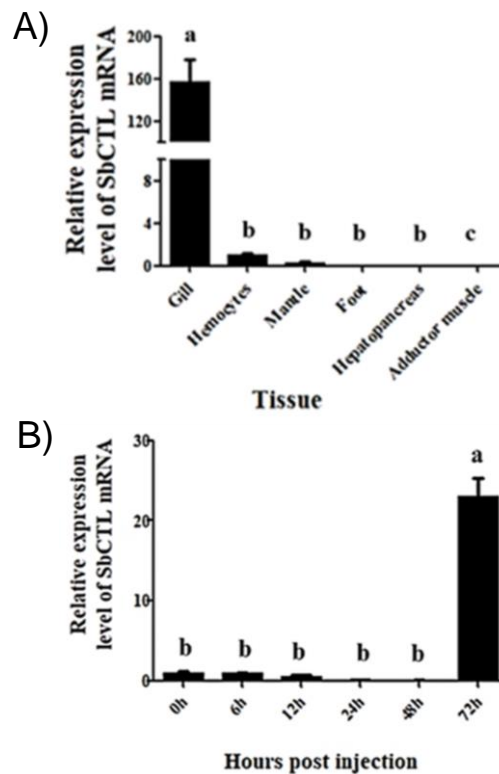 A)
Relative expression
level of SbCTL mRNA
200
160
120
8
4
0
a
b
b
b
b
c
Gill
Hemocytes
Mantle
Foot
Hepatopancreas
Adductor muscle
Tissue
B)
Relative expression
level of SbCTL mRNA
30
20
10
0
b
b
b
b
b
a
0h
6h
12h
24h
48h
72h
Hours post injection